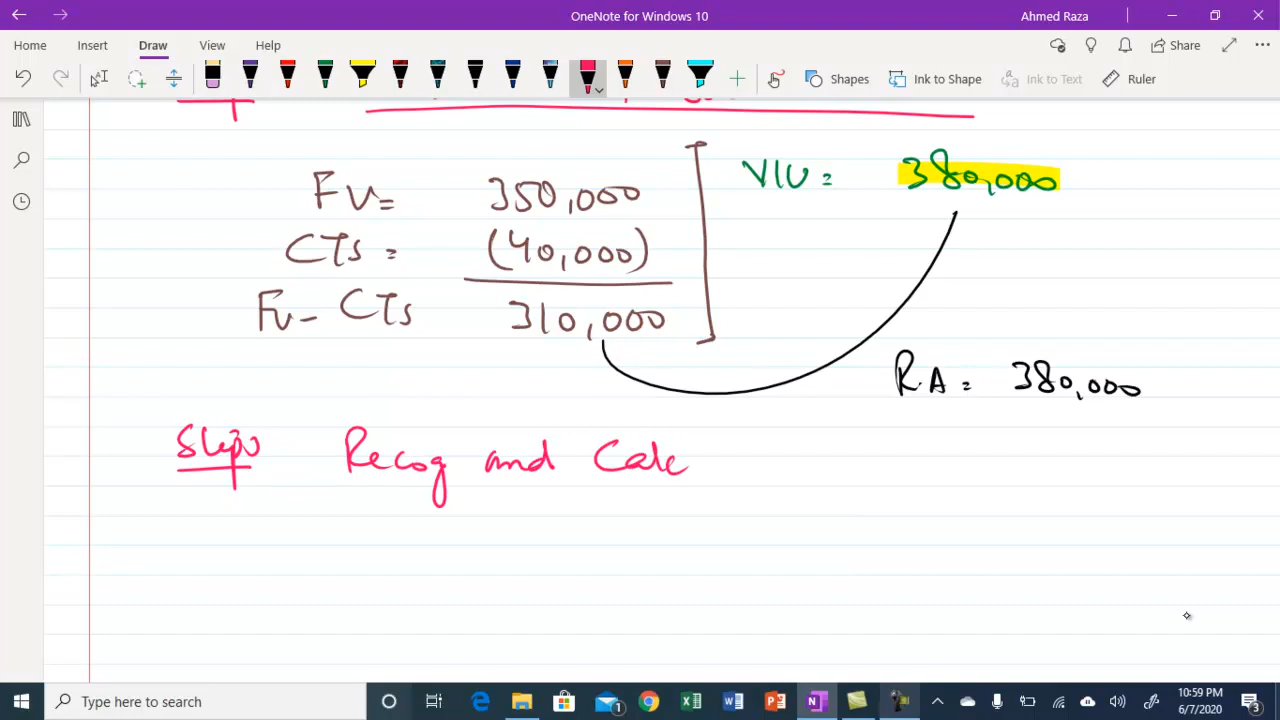 OneNote for Windows 10
Ahmed Raza
Home Insert Draw View Help
Share
Shapes
Ink to Shape
Ink to Text
Ruler
FV= 350,000
CTS = (40,000)
FV- CTS 310,000
VIU = 380,000
R.A = 380,000
Step Recog and Calc
Type here to search
1
10:59 PM
6/7/2020
3